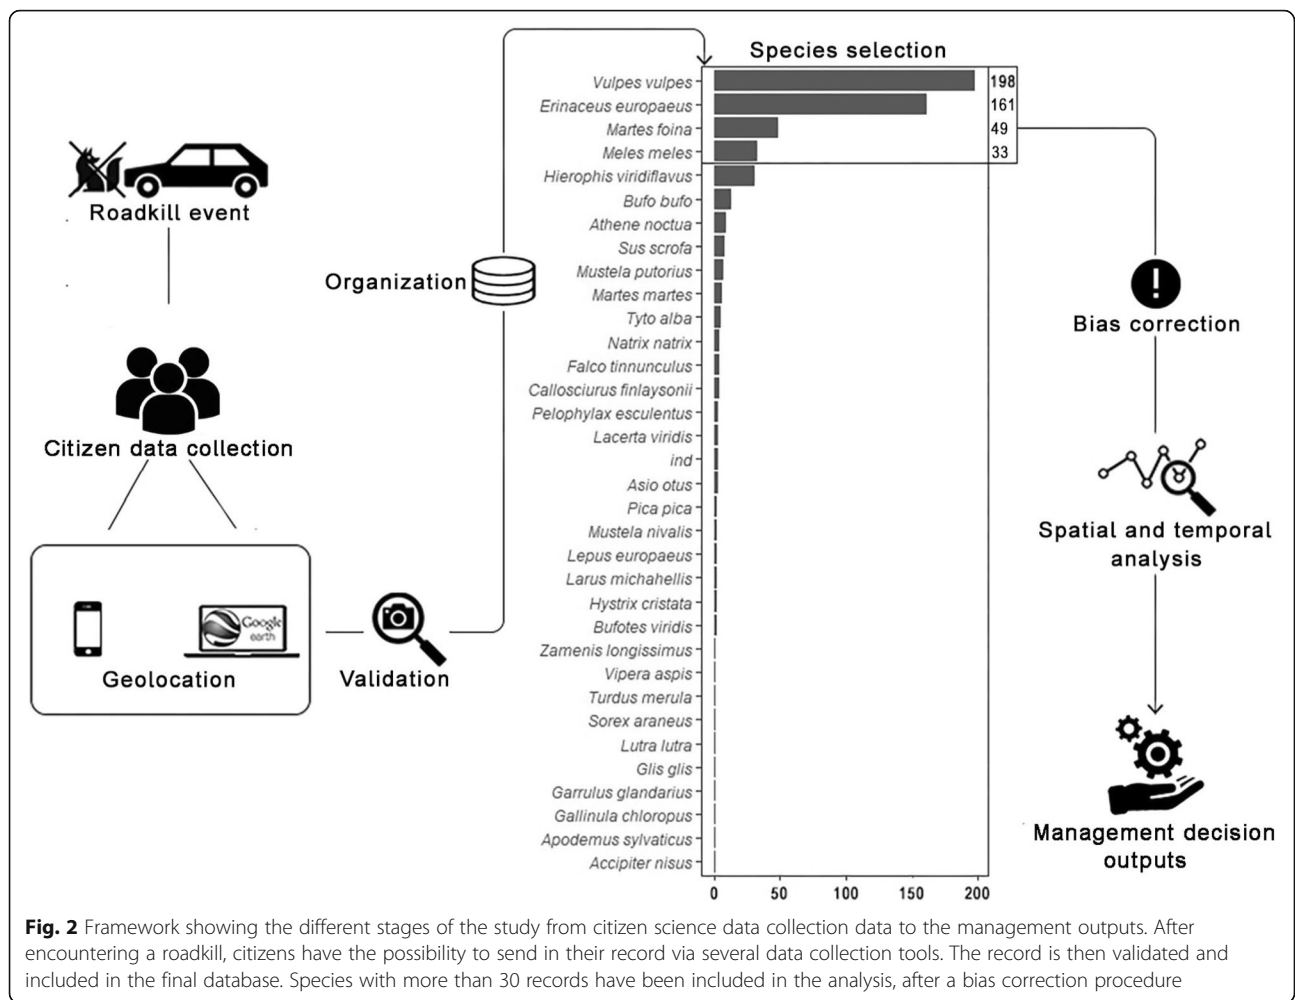 Roadkill event
Citizen data collection
Google
earth
Geolocation
Validation
Organization
Species selection
Vulpes vulpes 198
Erinaceus europaeus 161
Martes foina 49
Meles meles 33
Hierophis viridiflavus
Bufo bufo
Athene noctua
Sus scrofa
Mustela putorius
Martes martes
Tyto alba
Natrix natrix
Falco tinnunculus
Callosciurus finlaysonii
Pelophylax esculentus
Lacerta viridis
ind
Asio otus
Pica pica
Mustela nivalis
Lepus europaeus
Larus michahellis
Hystrix cristata
Bufotes viridis
Zamenis longissimus
Vipera aspis
Turdus merula
Sorex araneus
Lutra lutra
Glis glis
Garrulus glandarius
Gallinula chloropus
Apodemus sylvaticus
Accipiter nisus
0 50 100 150 200
Bias correction
Spatial and temporal
analysis
Management decision
outputs
Fig. 2 Framework showing the different stages of the study from citizen science data collection data to the management outputs. After
encountering a roadkill, citizens have the possibility to send in their record via several data collection tools. The record is then validated and
included in the final database. Species with more than 30 records have been included in the analysis, after a bias correction procedure